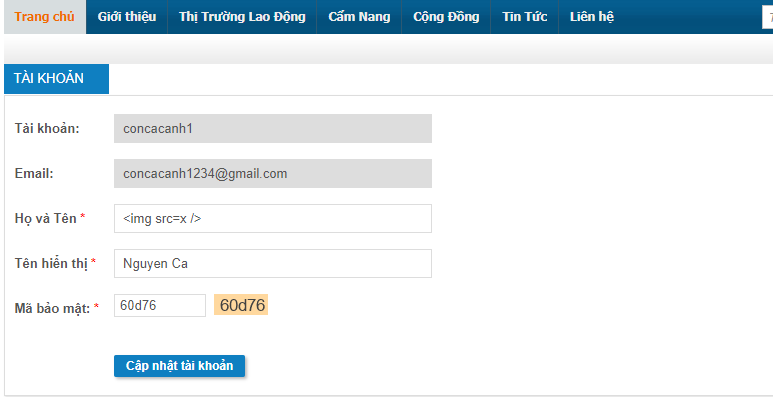 Trang chủ Giới thiệu Thị Trường Lao Động Cẩm Nang Cộng Đồng Tin Tức Liên hệ
TÀI KHOẢN
Tài khoản: concacanh1
Email: concacanh1234@gmail.com
Họ và Tên * <img src=x />
Tên hiển thị * Nguyen Ca
Mã bảo mật: * 60d76 60d76
Cập nhật tài khoản